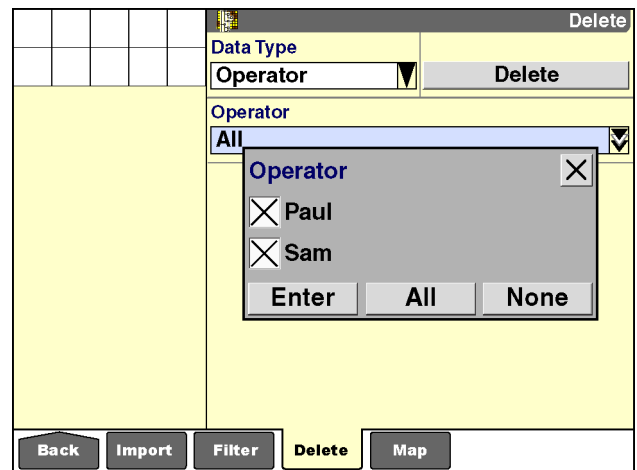 Delete
Data Type
Operator
Delete
Operator
All
Operator
Paul
Sam
Enter All None
Back Import Filter Delete Map